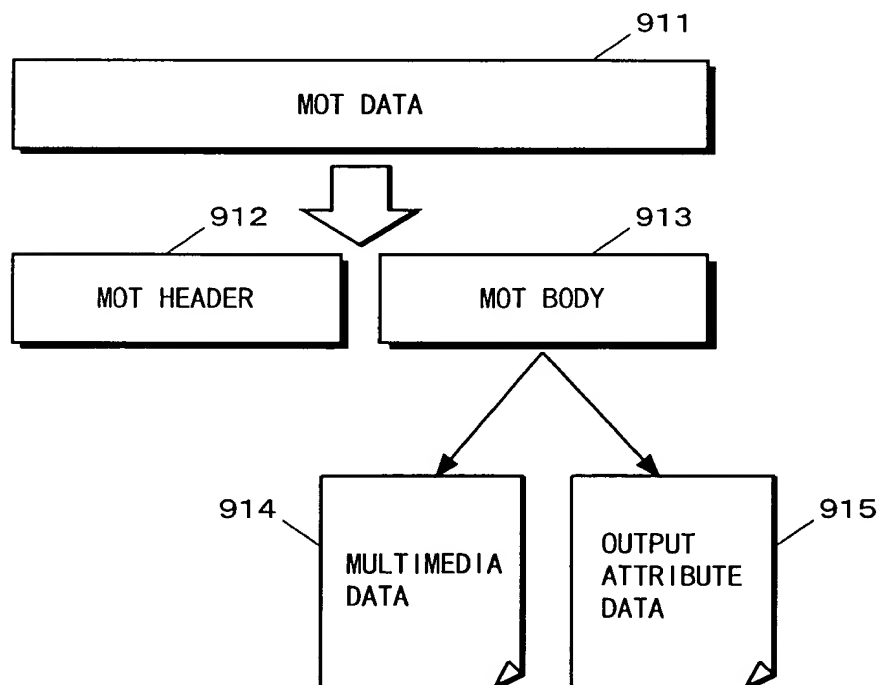 911
MOT DATA
912
913
MOT HEADER
MOT BODY
914
MULTIMEDIA
DATA
OUTPUT
ATTRIBUTE
DATA
915